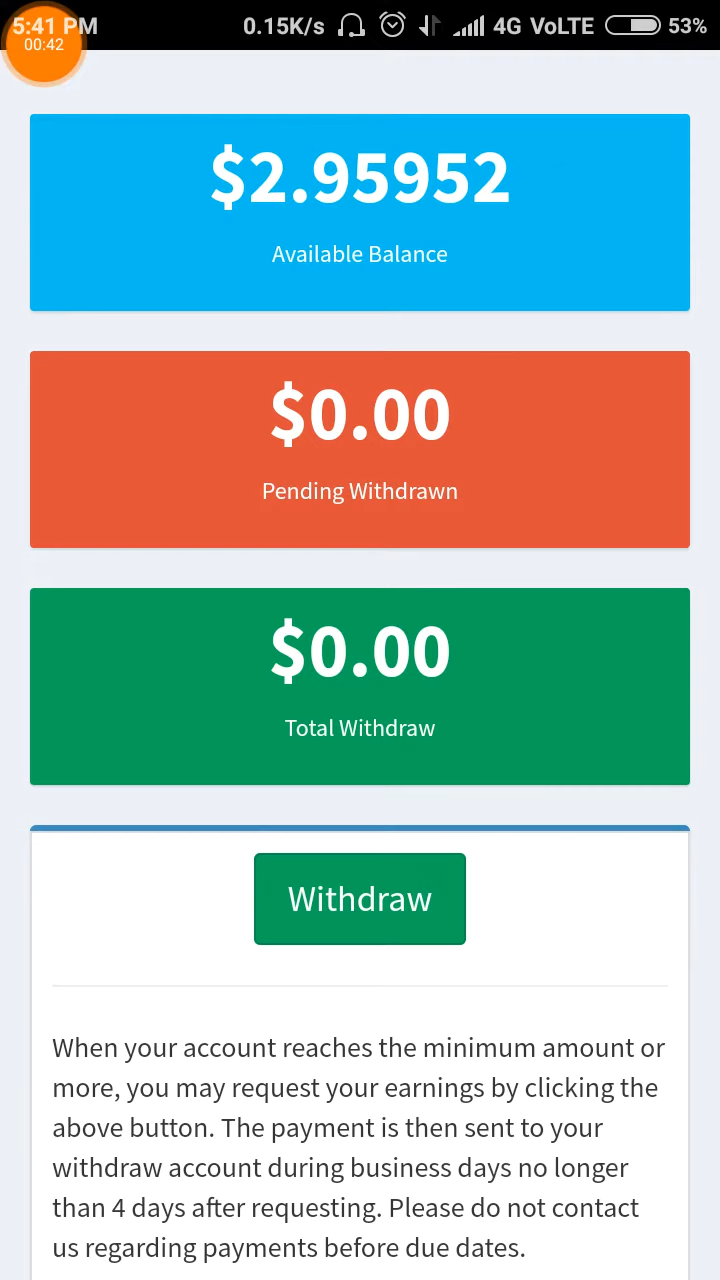 5:41 PM 0.15K/s 4G VoLTE 53%
00:42
$2.95952
Available Balance
$0.00
Pending Withdrawn
$0.00
Total Withdraw
Withdraw
When your account reaches the minimum amount or
more, you may request your earnings by clicking the
above button. The payment is then sent to your
withdraw account during business days no longer
than 4 days after requesting. Please do not contact
us regarding payments before due dates.